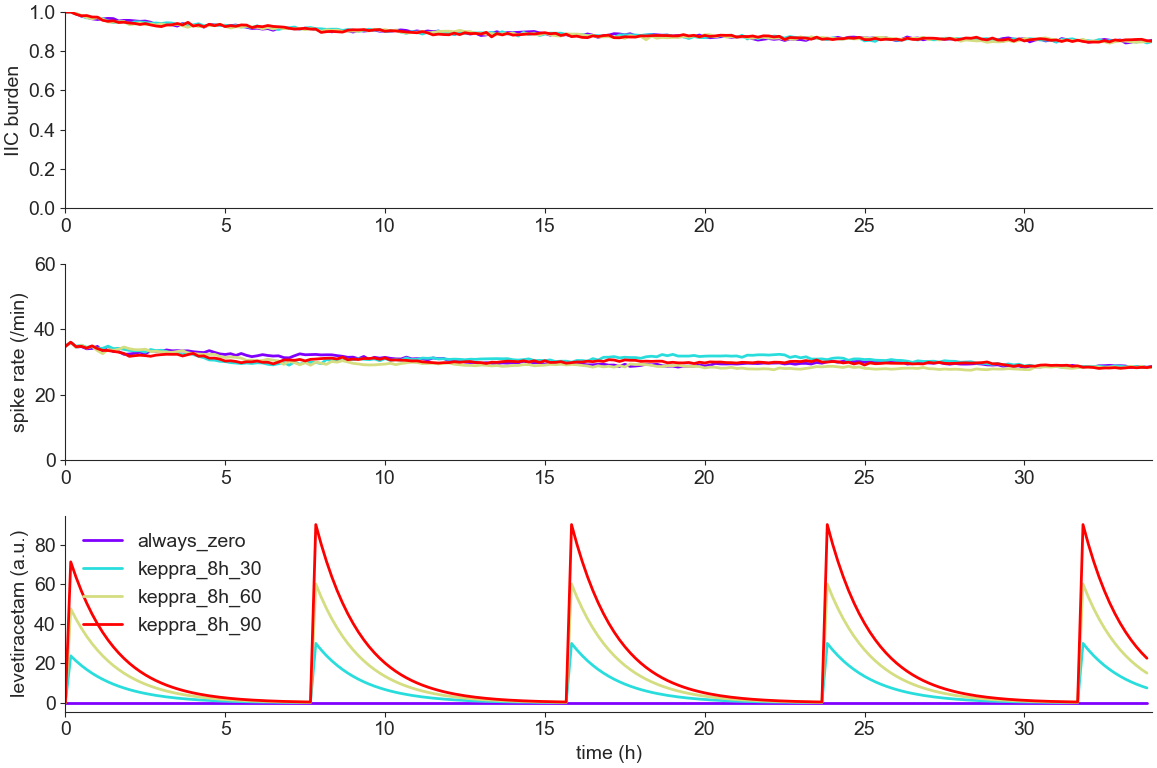 1.0
0.8
0.6
0.4
0.2
0.0
IIC burden
0 5 10 15 20 25 30
60
40
20
0
spike rate (/min)
0 5 10 15 20 25 30
80
60
40
20
0
levetiracetam (a.u.)
always_zero
keppra_8h_30
keppra_8h_60
keppra_8h_90
0 5 10 15 20 25 30
time (h)